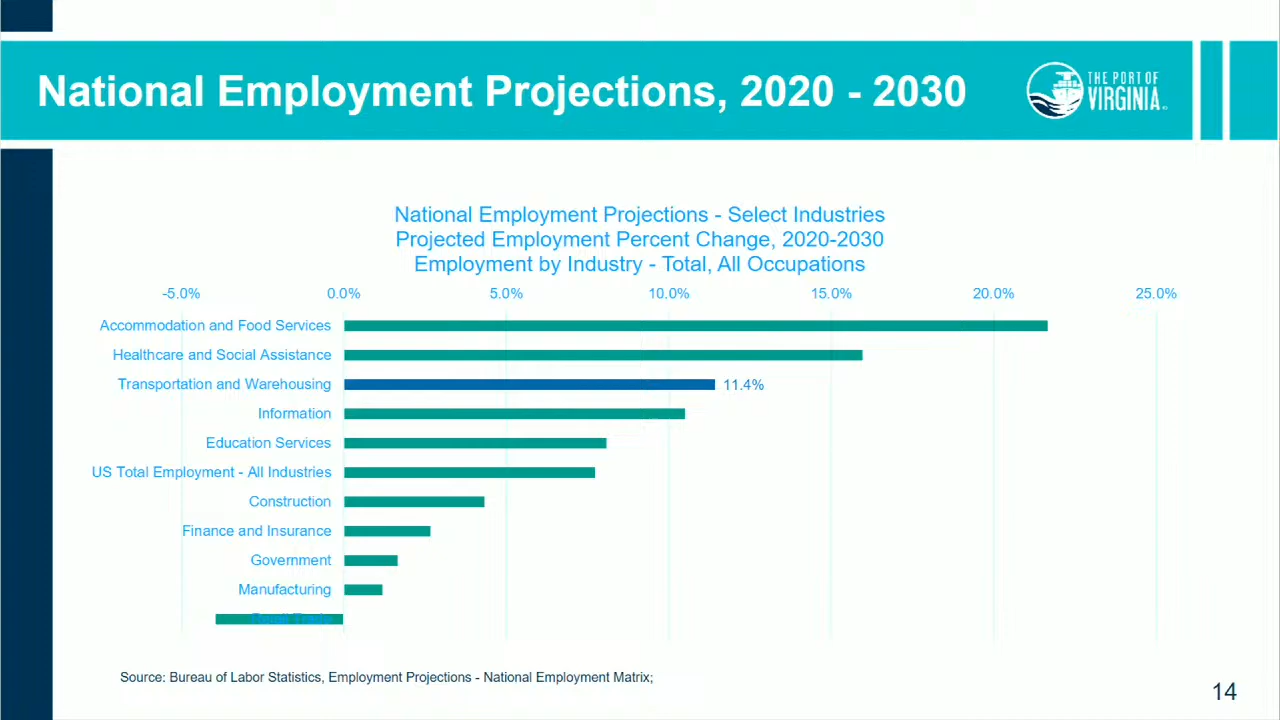 National Employment Projections, 2020 - 2030
THE PORT OF
VIRGINIA
National Employment Projections - Select Industries
Projected Employment Percent Change, 2020-2030
Employment by Industry - Total, All Occupations
-5.0% 0.0% 5.0% 10.0% 15.0% 20.0% 25.0%
Accommodation and Food Services
Healthcare and Social Assistance
Transportation and Warehousing 11.4%
Information
Education Services
US Total Employment - All Industries
Construction
Finance and Insurance
Government
Manufacturing
Source: Bureau of Labor Statistics, Employment Projections - National Employment Matrix;
14